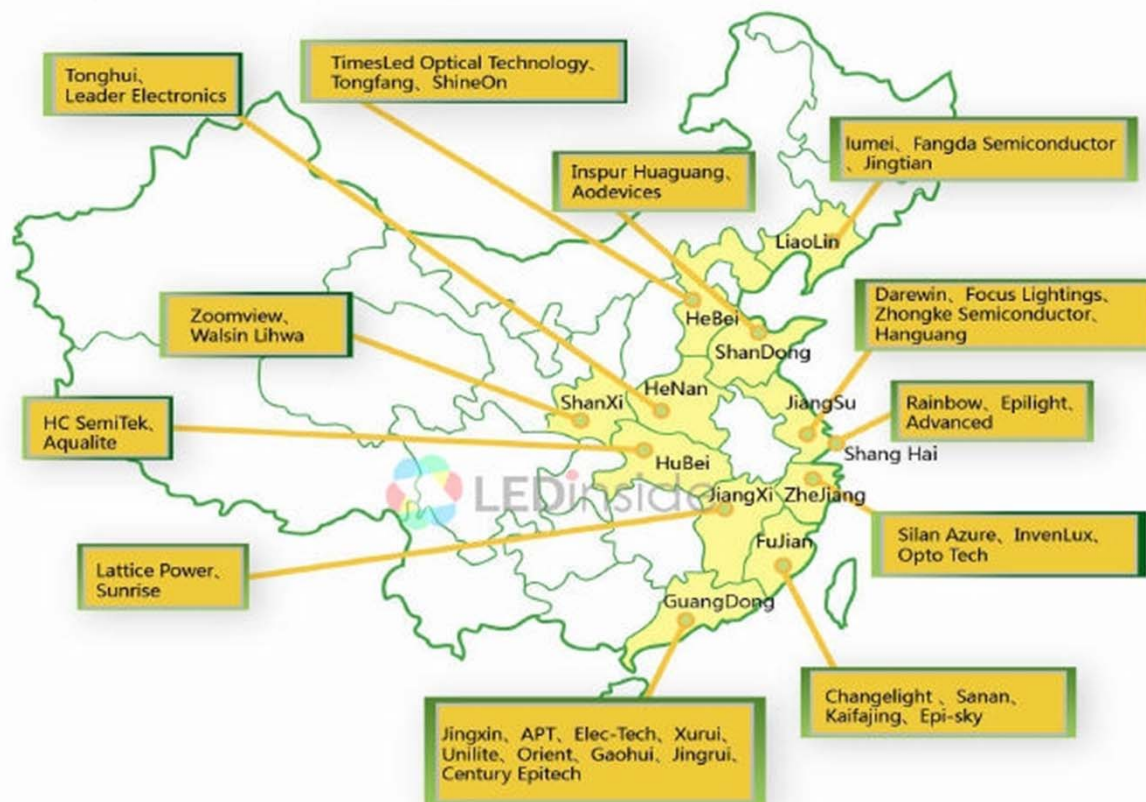 TimesLed Optical Technology、
Tongfang、ShineOn
Tonghui、
Leader Electronics
Iumei、Fangda Semiconductor
、Jingtian
Inspur Huaguang、
Aodevices
LiaoLin
Darewin、Focus Lightings、
Zhongke Semiconductor、
Hanguang
HeBei
Zoomview、
Walsin Lihwa
ShanDong
HeNan
ShanXi
JiangSu
Rainbow、Epilight、
Advanced
HC SemiTek、
Aqualite
Shang Hai
HuBei
LEDinside
JiangXi
ZheJiang
Silan Azure、InvenLux、
Opto Tech
FuJian
Lattice Power、
Sunrise
GuangDong
Changelight 、Sanan、
Kaifajing、Epi-sky
Jingxin、APT、Elec-Tech、Xurui、
Unilite、Orient、Gaohui、Jingrui、
Century Epitech